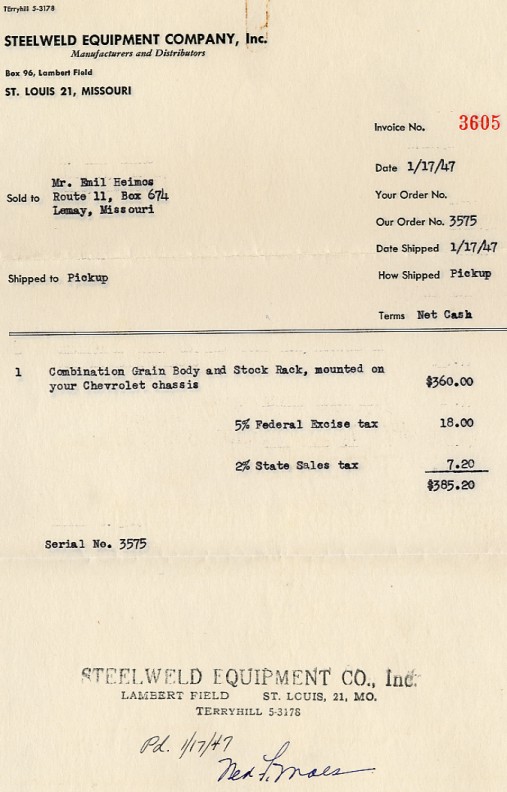 TErryhill 5-3178
STEELWELD EQUIPMENT COMPANY, Inc.
Manufacturers and Distributors
Box 96, Lambert Field
ST. LOUIS 21, MISSOURI
Invoice No. 3605
Date 1/17/47
Sold to Mr. Emil Heimos
Route 11, Box 674
Lemay, Missouri
Your Order No.
Our Order No. 3575
Date Shipped 1/17/47
Shipped to Pickup
How Shipped Pickup
Terms Net Cash
1 Combination Grain Body and Stock Rack, mounted on
your Chevrolet chassis $360.00
5% Federal Excise tax 18.00
2% State Sales tax 7.20
$385.20
Serial No. 3575
STEELWELD EQUIPMENT CO., Inc.
LAMBERT FIELD ST. LOUIS, 21, MO.
TERRYHILL 5-3178
Pd. 1/17/47
Ned F.